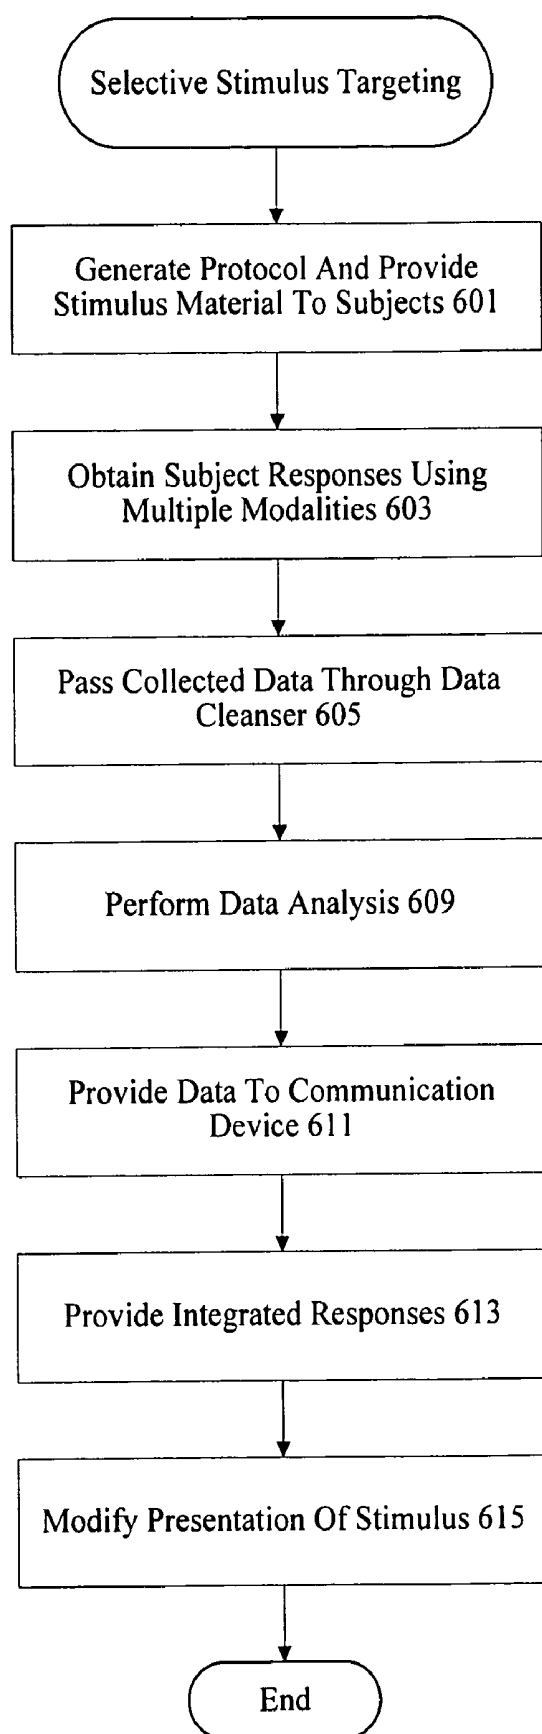 Selective Stimulus Targeting
Generate Protocol And Provide
Stimulus Material To Subjects 601
Obtain Subject Responses Using
Multiple Modalities 603
Pass Collected Data Through Data
Cleanser 605
Perform Data Analysis 609
Provide Data To Communication
Device 611
Provide Integrated Responses 613
Modify Presentation Of Stimulus 615
End